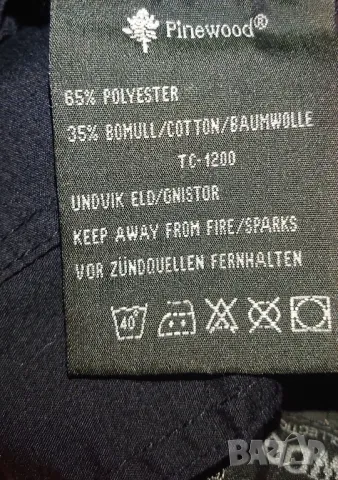 Pinewood®
65% POLYESTER
35% BOMULL/COTTON/BAUMWOLLE
TC-1200
UNDVIK ELD/GNISTOR
KEEP AWAY FROM FIRE/SPARKS
VOR ZÜNDQUELLEN FERNHALTEN
40°
bazar